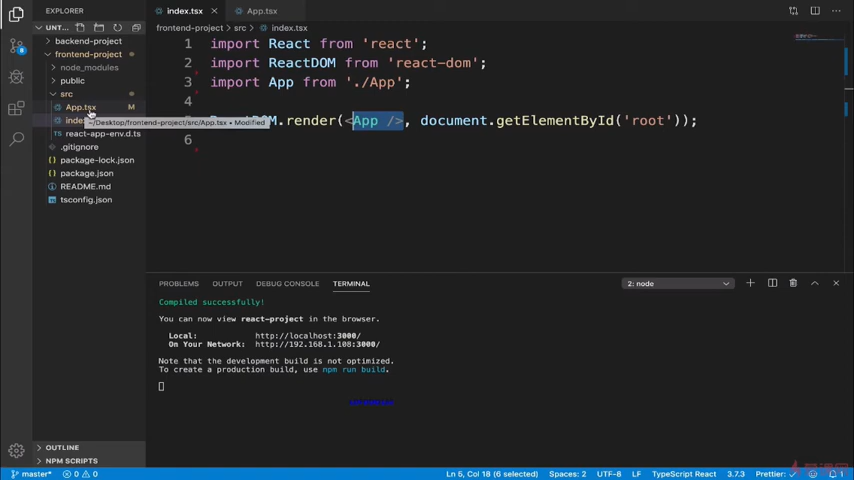 EXPLORER
index.tsx
App.tsx
UNT...
frontend-project > src > index.tsx
backend-project
frontend-project
node_modules
public
src
App.tsx
M
~/Desktop/frontend-project/src/App.tsx • Modified
react-app-env.d.ts
.gitignore
package-lock.json
package.json
README.md
tsconfig.json
8
1 import React from 'react';
2 import ReactDOM from 'react-dom';
3 import App from './App';
4
5 .render(<App />, document.getElementById('root'));
6
PROBLEMS
OUTPUT
DEBUG CONSOLE
TERMINAL
2: node
Compiled successfully!
You can now view react-project in the browser.
Local: http://localhost:3000/
On Your Network: http://192.168.1.108:3000/
Note that the development build is not optimized.
To create a production build, use npm run build.
OUTLINE
NPM SCRIPTS
master*
0
0
Ln 5, Col 18 (6 selected)
Spaces: 2
UTF-8
LF
TypeScript React
3.7.3
1